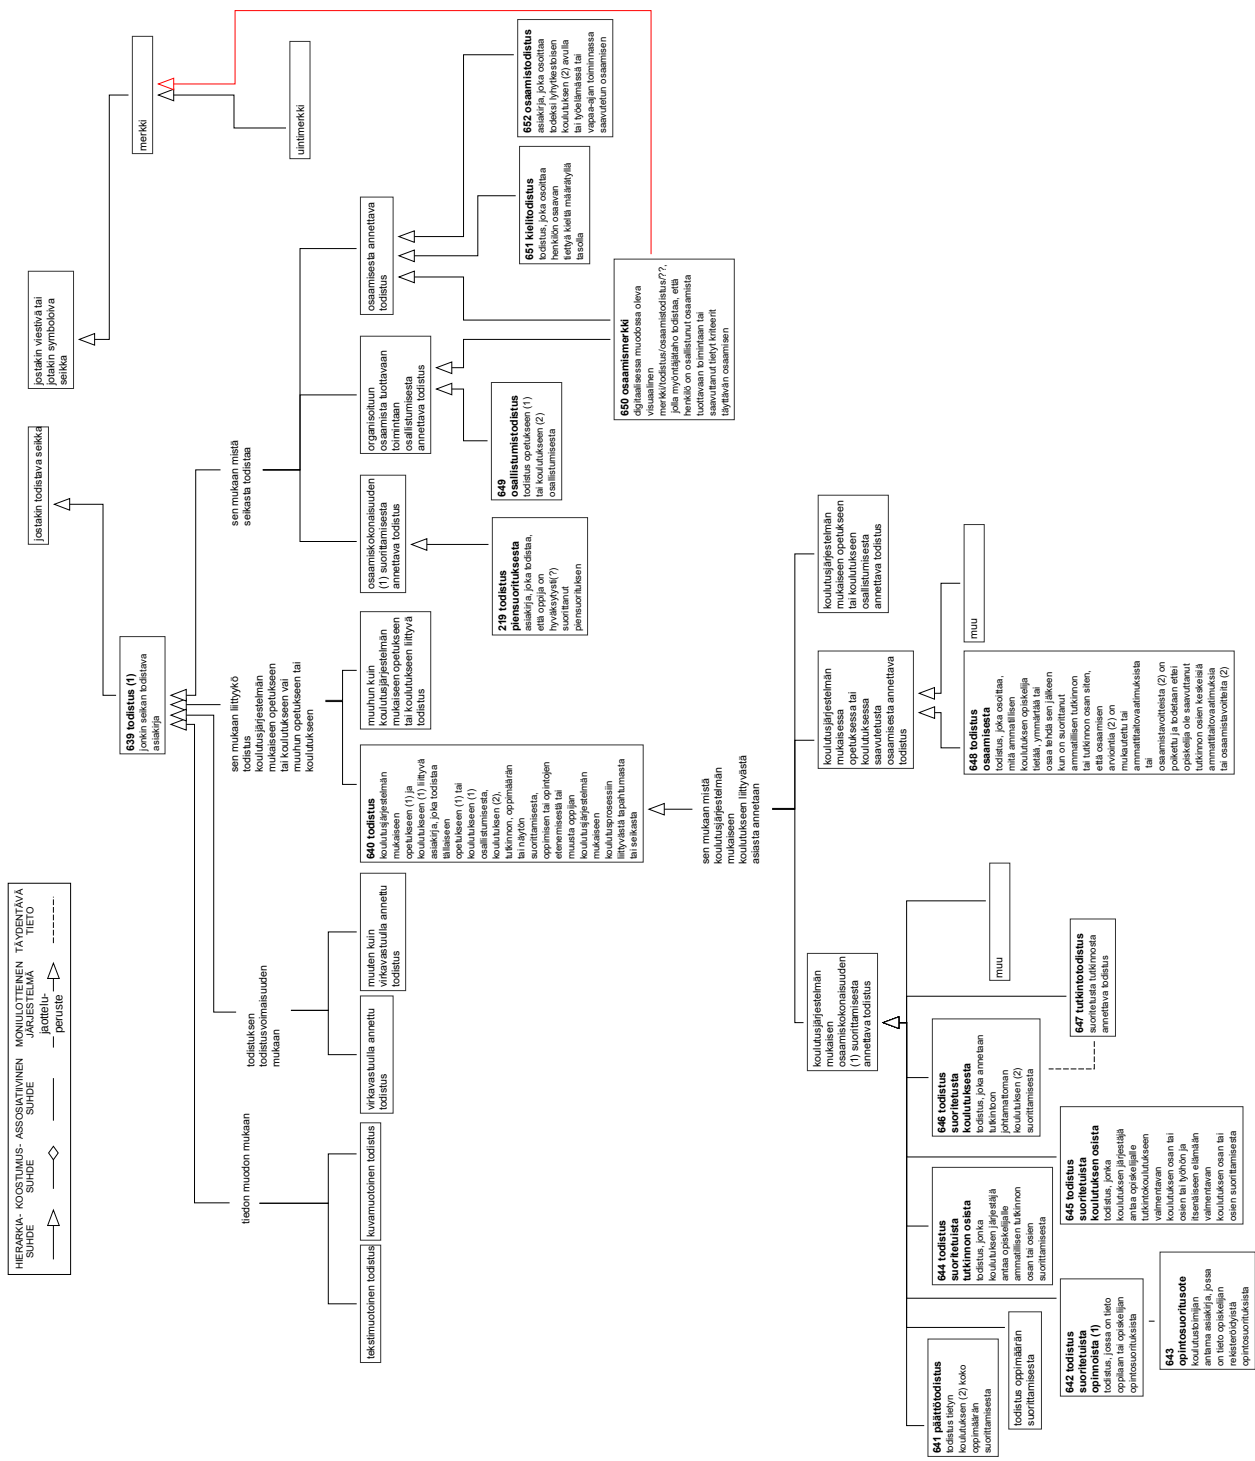 HIERARKIA-
SUHDE
KOOSTUMUS-
SUHDE
ASSOSIATIIVINEN
SUHDE
MONIULOTTEINEN
JÄRJESTELMÄ
jaottelu-
peruste
TÄYDENTÄVÄ
TIETO
jostakin todistava seikka
jostakin viestivä tai
jotakin symboloiva
seikka
merkki
uintimerkki
639 todistus (1)
jonkin seikan todistava
asiakirja
tiedon muodon mukaan
tekstimuotoinen todistus
kuvamuotoinen todistus
todistuksen
todistusvoimaisuuden
mukaan
virkavastuulla annettu
todistus
muuten kuin
virkavastuulla annettu
todistus
sen mukaan liittyykö
todistus
koulutusjärjestelmän
mukaiseen opetukseen
tai koulutukseen vai
muuhun opetukseen tai
koulutukseen
640 todistus
koulutusjärjestelmän
mukaiseen
opetukseen (1) ja
koulutukseen (1) liittyvä
asiakirja, joka todistaa
tällaiseen
opetukseen (1) tai
koulutukseen (1)
osallistumisesta,
koulutuksen (2),
tutkinnon, oppimäärän
tai näytön
suorittamisesta,
oppimisen tai opintojen
etenemisestä tai
muusta oppijan
koulutusjärjestelmän
mukaiseen
koulutusprosessiin
liittyvästä tapahtumasta
tai seikasta
muuhun kuin
koulutusjärjestelmän
mukaiseen opetukseen
tai koulutukseen liittyvä
todistus
sen mukaan mistä
seikasta todistaa
osaamiskokonaisuuden
(1) suorittamisesta
annettava todistus
219 todistus
piensuorituksesta
asiakirja, joka todistaa,
että oppija on
hyväksytysti(?)
suorittanut
piensuorituksen
organisoituun
osaamista tuottavaan
toimintaan
osallistumisesta
annettava todistus
649
osallistumistodistus
todistus opetukseen (1)
tai koulutukseen (2)
osallistumisesta
osaamisesta annettava
todistus
650 osaamismerkki
digitaalisessa muodossa oleva
visuaalinen
merkki/todistus/osaamistodistus/??,
jolla myöntäjätaho todistaa, että
henkilö on osallistunut osaamista
tuottavaan toimintaan tai
saavuttanut tietyt kriteerit
täyttävän osaamisen
651 kielitodistus
todistus, joka osoittaa
henkilön osaavan
tiettyä kieltä määrätyllä
tasolla
652 osaamistodistus
asiakirja, joka osoittaa
todeksi lyhytkestoisen
koulutuksen (2) avulla
tai työelämässä tai
vapaa-ajan toiminnassa
saavutetun osaamisen
sen mukaan mistä
koulutusjärjestelmän
mukaiseen
koulutukseen liittyvästä
asiasta annetaan
koulutusjärjestelmän
mukaisen
osaamiskokonaisuuden
(1) suorittamisesta
annettava todistus
641 päättötodistus
todistus tietyn
koulutuksen (2) koko
oppimäärän
suorittamisesta
todistus oppimäärän
suorittamisesta
642 todistus
suoritetuista
opinnoista (1)
todistus, jossa on tieto
oppilaan tai opiskelijan
opintosuorituksista
643
opintosuoritusote
koulutustoimijan
antama asiakirja, jossa
on tieto opiskelijan
rekisteröidyistä
opintosuorituksista
644 todistus
suoritetuista
tutkinnon osista
todistus, jonka
koulutuksen järjestäjä
antaa opiskelijalle
ammatillisen tutkinnon
osan tai osien
suorittamisesta
645 todistus
suoritetuista
koulutuksen osista
todistus, jonka
koulutuksen järjestäjä
antaa opiskelijalle
tutkintokoulutukseen
valmentavan
koulutuksen osan tai
osien tai työhön ja
itsenäiseen elämään
valmentavan
koulutuksen osan tai
osien suorittamisesta
646 todistus
suoritetusta
koulutuksesta
todistus, joka annetaan
tutkintoon
johtamattoman
koulutuksen (2)
suorittamisesta
647 tutkintotodistus
suoritetusta tutkinnosta
annettava todistus
muu
koulutusjärjestelmän
mukaisessa
opetuksessa tai
koulutuksessa
saavutetusta
osaamisesta annettava
todistus
648 todistus
osaamisesta
todistus, joka osoittaa,
mitä ammatillisen
koulutuksen opiskelija
tietää, ymmärtää tai
osaa tehdä sen jälkeen
kun on suorittanut
ammatillisen tutkinnon
tai tutkinnon osan siten,
että osaamisen
arviointia (2) on
mukautettu tai
ammattitaitovaatimuksista
tai
osaamistavoitteista (2) on
poikettu ja todetaan ettei
opiskelija ole saavuttanut
tutkinnon osien keskeisiä
ammattitaitovaatimuksia
tai osaamistavoitteita (2)
muu
koulutusjärjestelmän
mukaiseen opetukseen
tai koulutukseen
osallistumisesta
annettava todistus